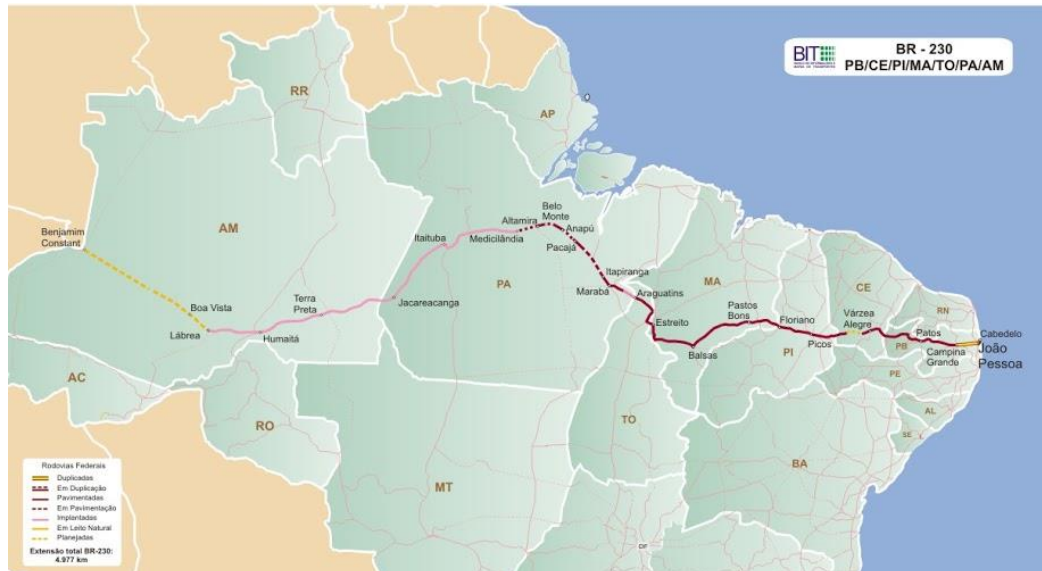 BIT
BR - 230
PB/CE/PI/MA/TO/PA/AM
RR
AP
AM
Benjamim
Constant
Boa Vista
Lábrea
Humaitá
Terra
Preta
Jacareacanga
Itaituba
Medicilândia
Altamira
Belo
Monte
Anapú
Pacajá
PA
Itapiranga
Marabá
Araguatins
Estreito
MA
Balsas
Pastos
Bons
Floriano
PI
Picos
Várzea
Alegre
CE
RN
PB
Patos
Campina
Grande
Cabedelo
João
Pessoa
PE
AL
SE
BA
TO
MT
RO
AC
DF
Rodovias Federais
Duplicadas
Em Duplicação
Pavimentadas
Em Pavimentação
Implantadas
Em Leito Natural
Planejadas
Extensão total BR-230:
4.977 km